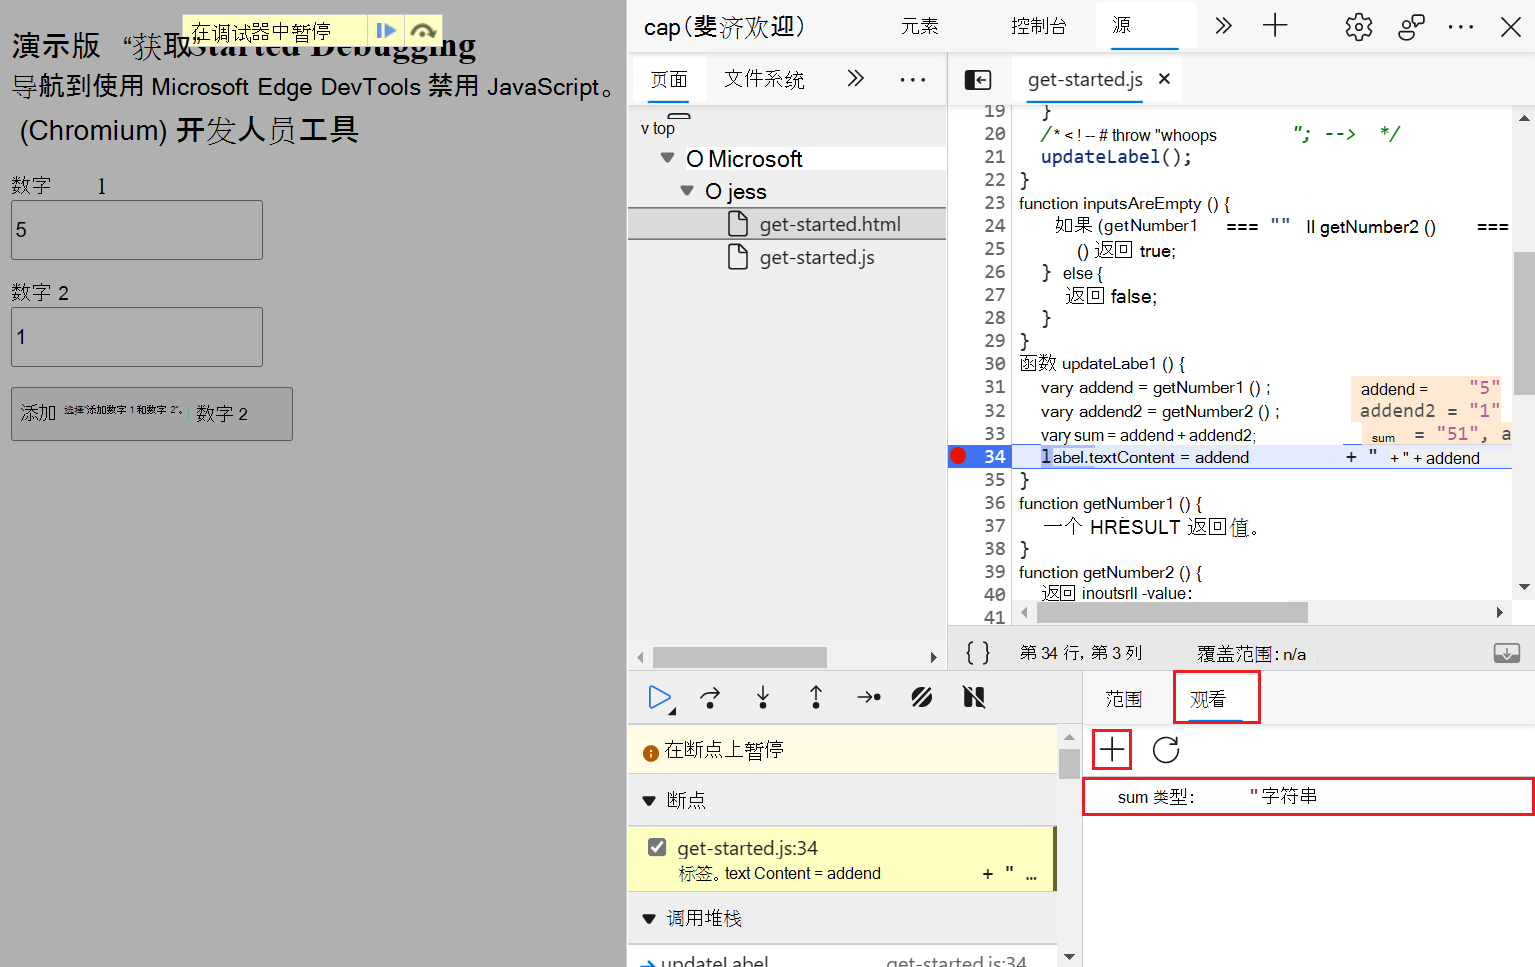 在调试器中暂停
演示版 “获取”Started Debugging
导航到使用 Microsoft Edge DevTools 禁用 JavaScript。
(Chromium) 开发人员工具
数字 1
5
数字 2
1
添加 选择“添加数字 1 和数字 2”。 数字 2
cap(斐济欢迎) 元素 控制台 源
页面 文件系统
v top
O Microsoft
O jess
get-started.html
get-started.js
get-started.js
19 }
20 /* < ! -- # throw "whoops "; --> */
21 updateLabel();
22 }
23 function inputsAreEmpty () {
24 如果 (getNumber1 === "" II getNumber2 () ===
25 () 返回 true;
26 } else {
27 返回 false;
28 }
29 }
30 函数 updateLabe1 () {
31 vary addend = getNumber1 () ; addend = "5"
32 vary addend2 = getNumber2 () ; addend2 = "1"
33 vary sum = addend + addend2; sum = "51", a
34 label.textContent = addend + " + " + addend
35 }
36 function getNumber1 () {
37 一个 HRESULT 返回值。
38 }
39 function getNumber2 () {
40 返回 inoutsrll -value:
41
{ } 第 34 行, 第 3 列 覆盖范围: n/a
范围 观看
在断点上暂停
断点
get-started.js:34
标签。text Content = addend + " …
调用堆栈
updateLabel get-started.js:34
sum 类型: "字符串